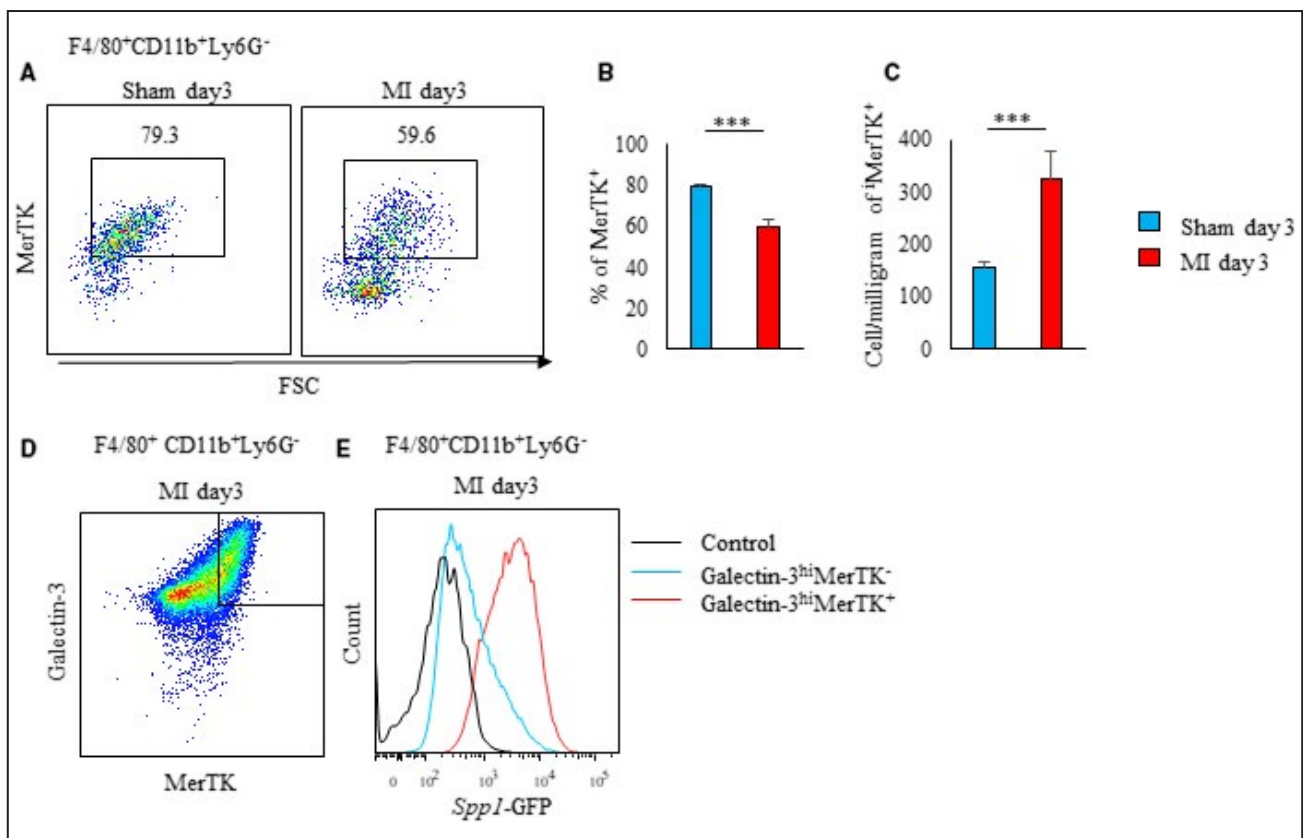 F4/80⁺CD11b⁺Ly6G⁻
A
Sham day3
MI day3
79.3
59.6
MerTK
FSC
B
***
% of MerTK⁺
100
80
60
40
20
0
C
***
Cell/milligram of ⁱMerTK⁺
400
300
200
100
0
Sham day 3
MI day 3
D
F4/80⁺ CD11b⁺Ly6G⁻
MI day3
Galectin-3
MerTK
E
F4/80⁺CD11b⁺Ly6G⁻
MI day3
Count
0 10² 10³ 10⁴ 10⁵
Spp1-GFP
Control
Galectin-3ʰⁱMerTK⁻
Galectin-3ʰⁱMerTK⁺